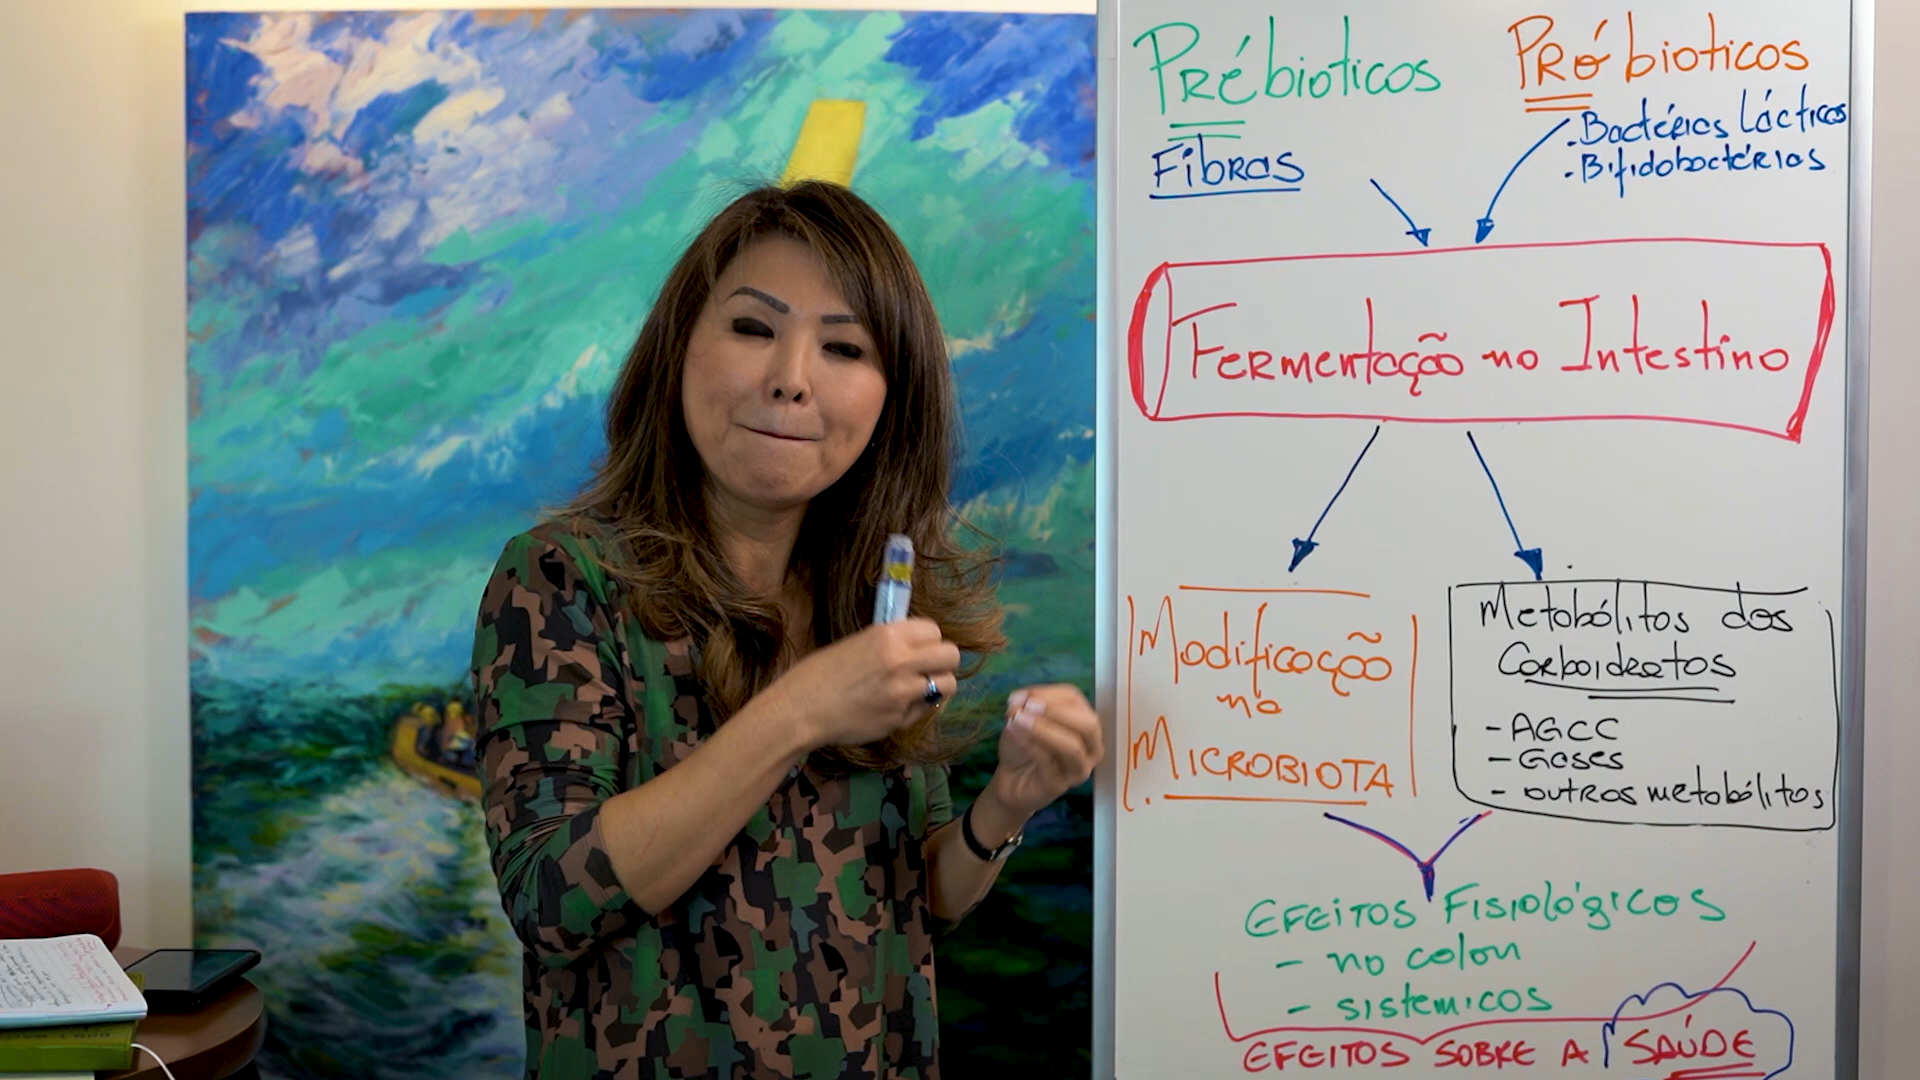 Prébioticos
Próbioticos
Fibras
- Bactérias Lácticas
- Bifidobactérias
Fermentação no Intestino
Modificação
na
MICROBIOTA
Metabólitos dos
Carboidratos
- AGCC
- Gases
- outros metabólitos
EFEITOS Fisiológicos
- no colon
- sistemicos
EFEITOS SOBRE A SAÚDE